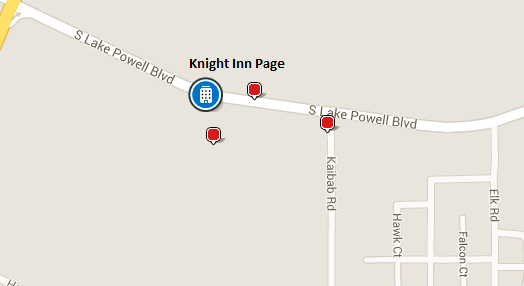 S Lake Powell Blvd
Knight Inn Page
S Lake Powell Blvd
Kaibab Rd
Elk Rd
Hawk Ct
Falcon Ct